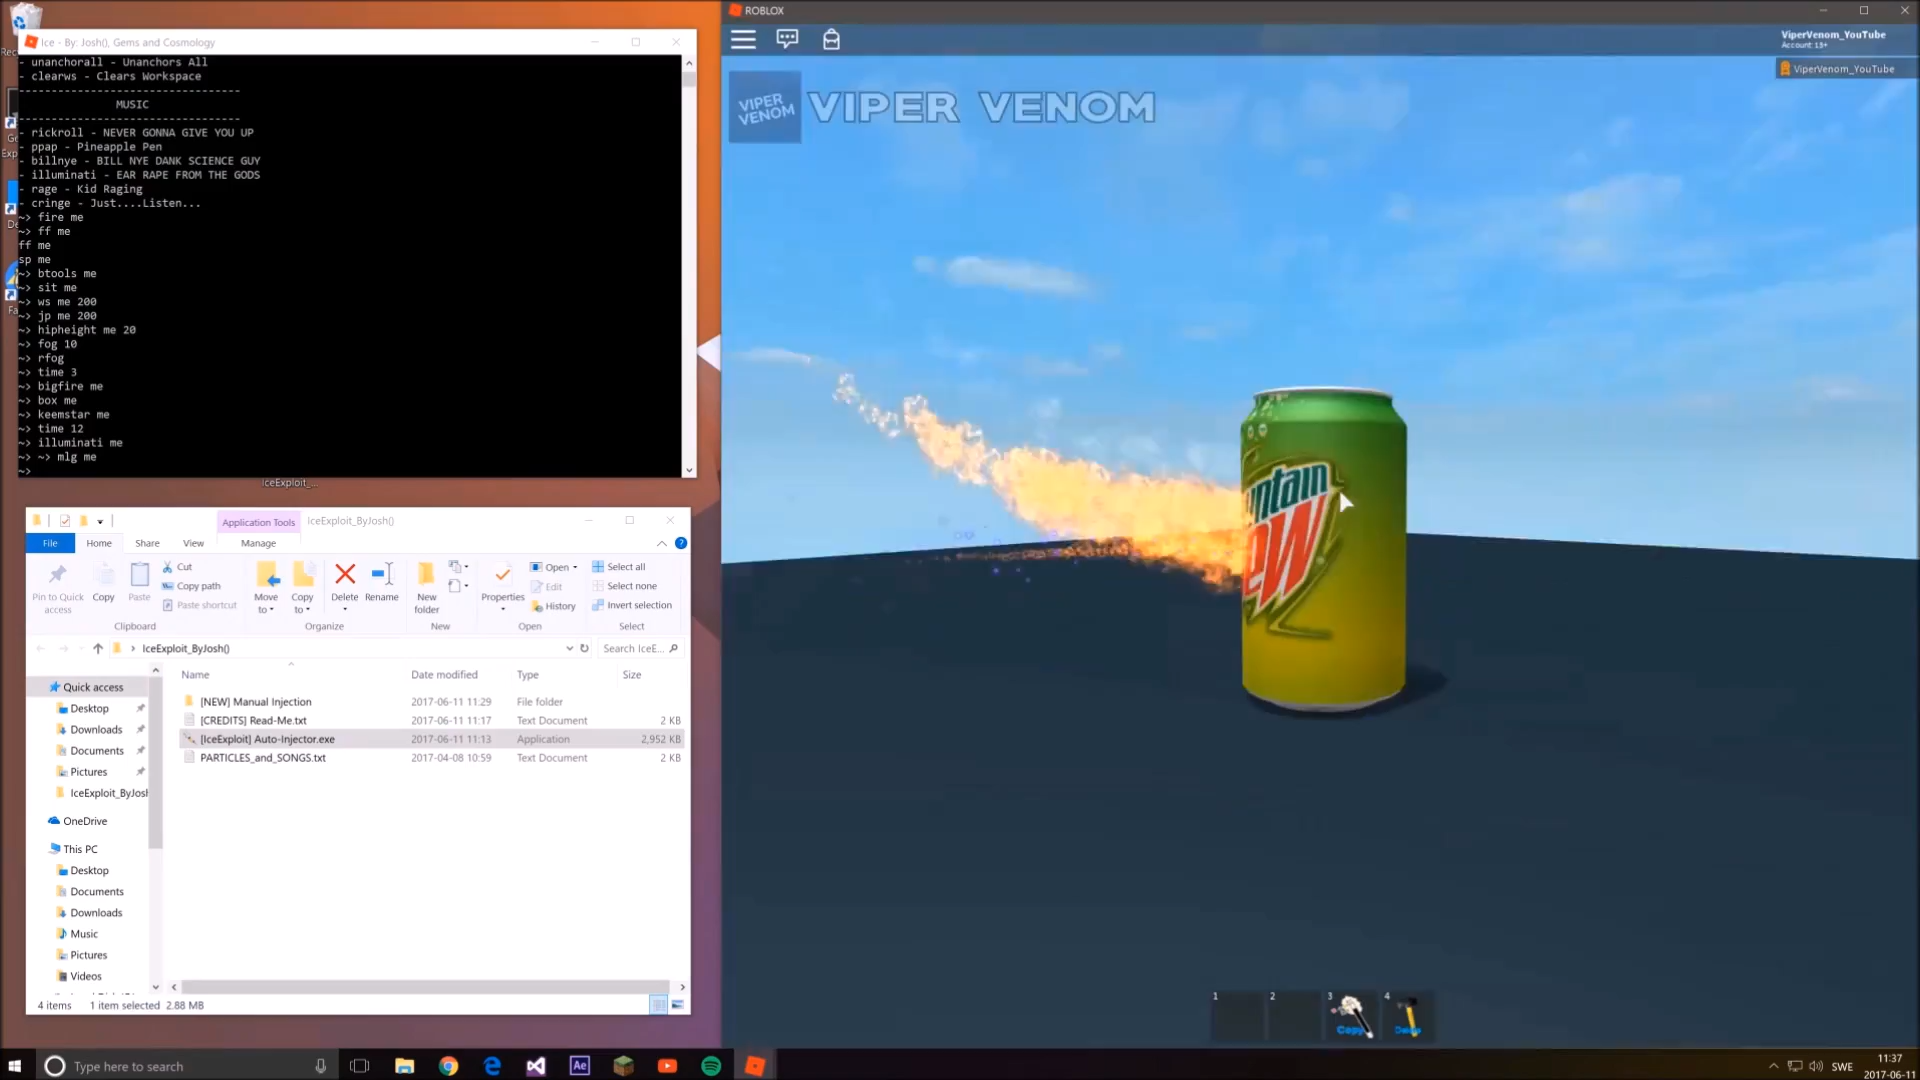 Ice - By: Josh(), Gems and Cosmology
- unanchorall - Unanchors All
- clearws - Clears Workspace
----------------------------------
MUSIC
----------------------------------
- rickroll - NEVER GONNA GIVE YOU UP
- ppap - Pineapple Pen
- billnye - BILL NYE DANK SCIENCE GUY
- illuminati - EAR RAPE FROM THE GODS
- rage - Kid Raging
- cringe - Just....Listen...
~> fire me
~> ff me
ff me
sp me
~> btools me
~> sit me
~> ws me 200
~> jp me 200
~> hipheight me 20
~> fog 10
~> rfog
~> time 3
~> bigfire me
~> box me
~> keemstar me
~> time 12
~> illuminati me
~> ~> mlg me
~>
IceExploit_...
Application Tools
IceExploit_ByJosh()
File Home Share View Manage
Pin to Quick access
Copy
Paste
Cut
Copy path
Paste shortcut
Clipboard
Move to
Copy to
Delete
Rename
Organize
New folder
New
Properties
Open
Edit
History
Open
Select all
Select none
Invert selection
Select
IceExploit_ByJosh()
Search IceE...
Name Date modified Type Size
[NEW] Manual Injection 2017-06-11 11:29 File folder
[CREDITS] Read-Me.txt 2017-06-11 11:17 Text Document 2 KB
[IceExploit] Auto-Injector.exe 2017-06-11 11:13 Application 2,952 KB
PARTICLES_and_SONGS.txt 2017-04-08 10:59 Text Document 2 KB
Quick access
Desktop
Downloads
Documents
Pictures
IceExploit_ByJosh
OneDrive
This PC
Desktop
Documents
Downloads
Music
Pictures
Videos
4 items 1 item selected 2.88 MB
ROBLOX
ViperVenom_YouTube
Account: 13+
ViperVenom_YouTube
VIPER VENOM
VIPER VENOM
ntain
ew
1 2 3 4
Copy
Type here to search
Ae
SWE
11:37
2017-06-11